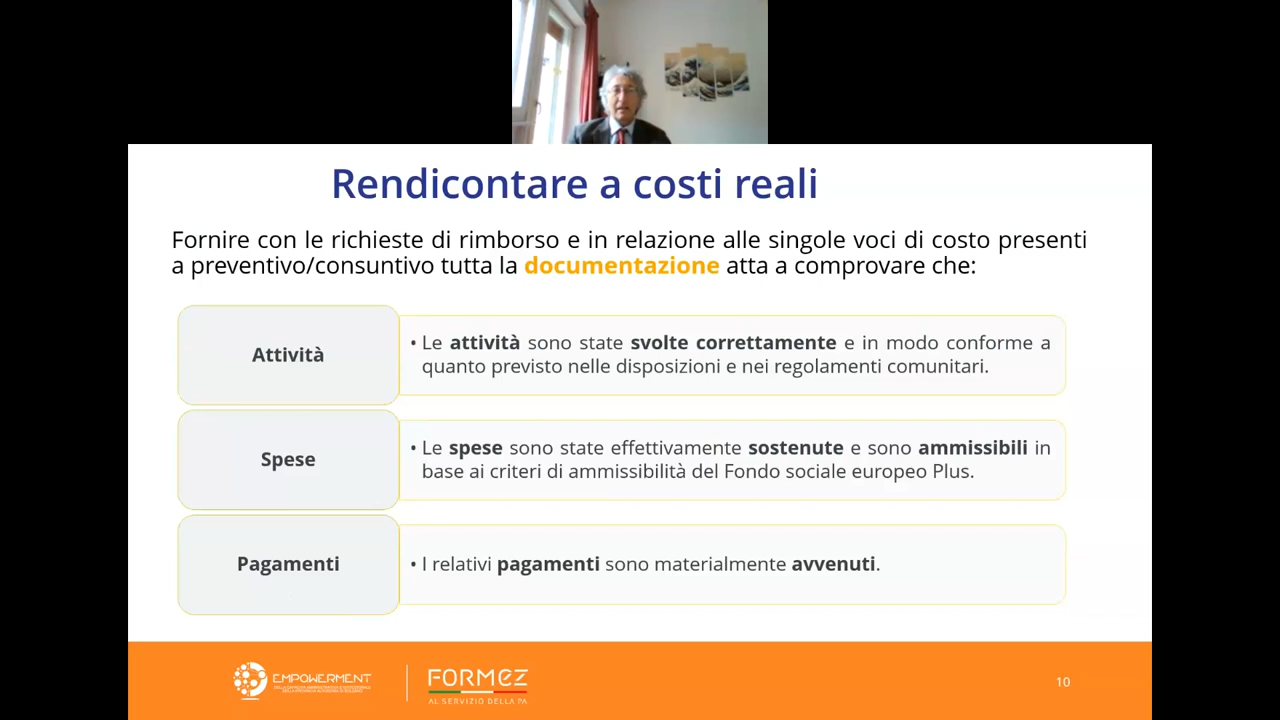 Rendicontare a costi reali
Fornire con le richieste di rimborso e in relazione alle singole voci di costo presenti
a preventivo/consuntivo tutta la documentazione atta a comprovare che:
Attività
• Le attività sono state svolte correttamente e in modo conforme a
quanto previsto nelle disposizioni e nei regolamenti comunitari.
Spese
• Le spese sono state effettivamente sostenute e sono ammissibili in
base ai criteri di ammissibilità del Fondo sociale europeo Plus.
Pagamenti
• I relativi pagamenti sono materialmente avvenuti.
EMPOWERMENT
FORMEZ
AL SERVIZIO DELLA PA
10